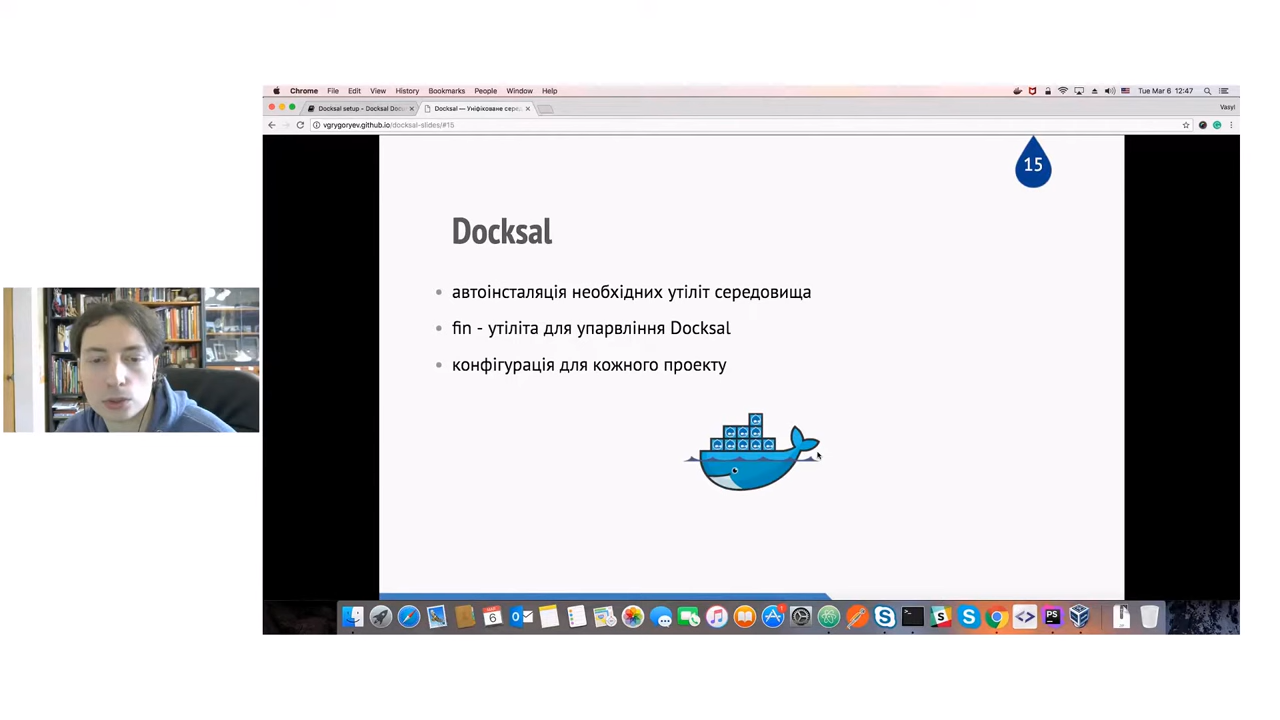 Chrome File Edit View History Bookmarks People Window Help Tue Mar 6 12:47
Docksal setup - Docksal Doc Docksal — Уніфіковане серед Vasyl
vgrygoryev.github.io/docksal-slides/#15
15
Docksal
автоінсталяція необхідних утіліт середовища
fin - утіліта для упарвління Docksal
конфігурація для кожного проекту